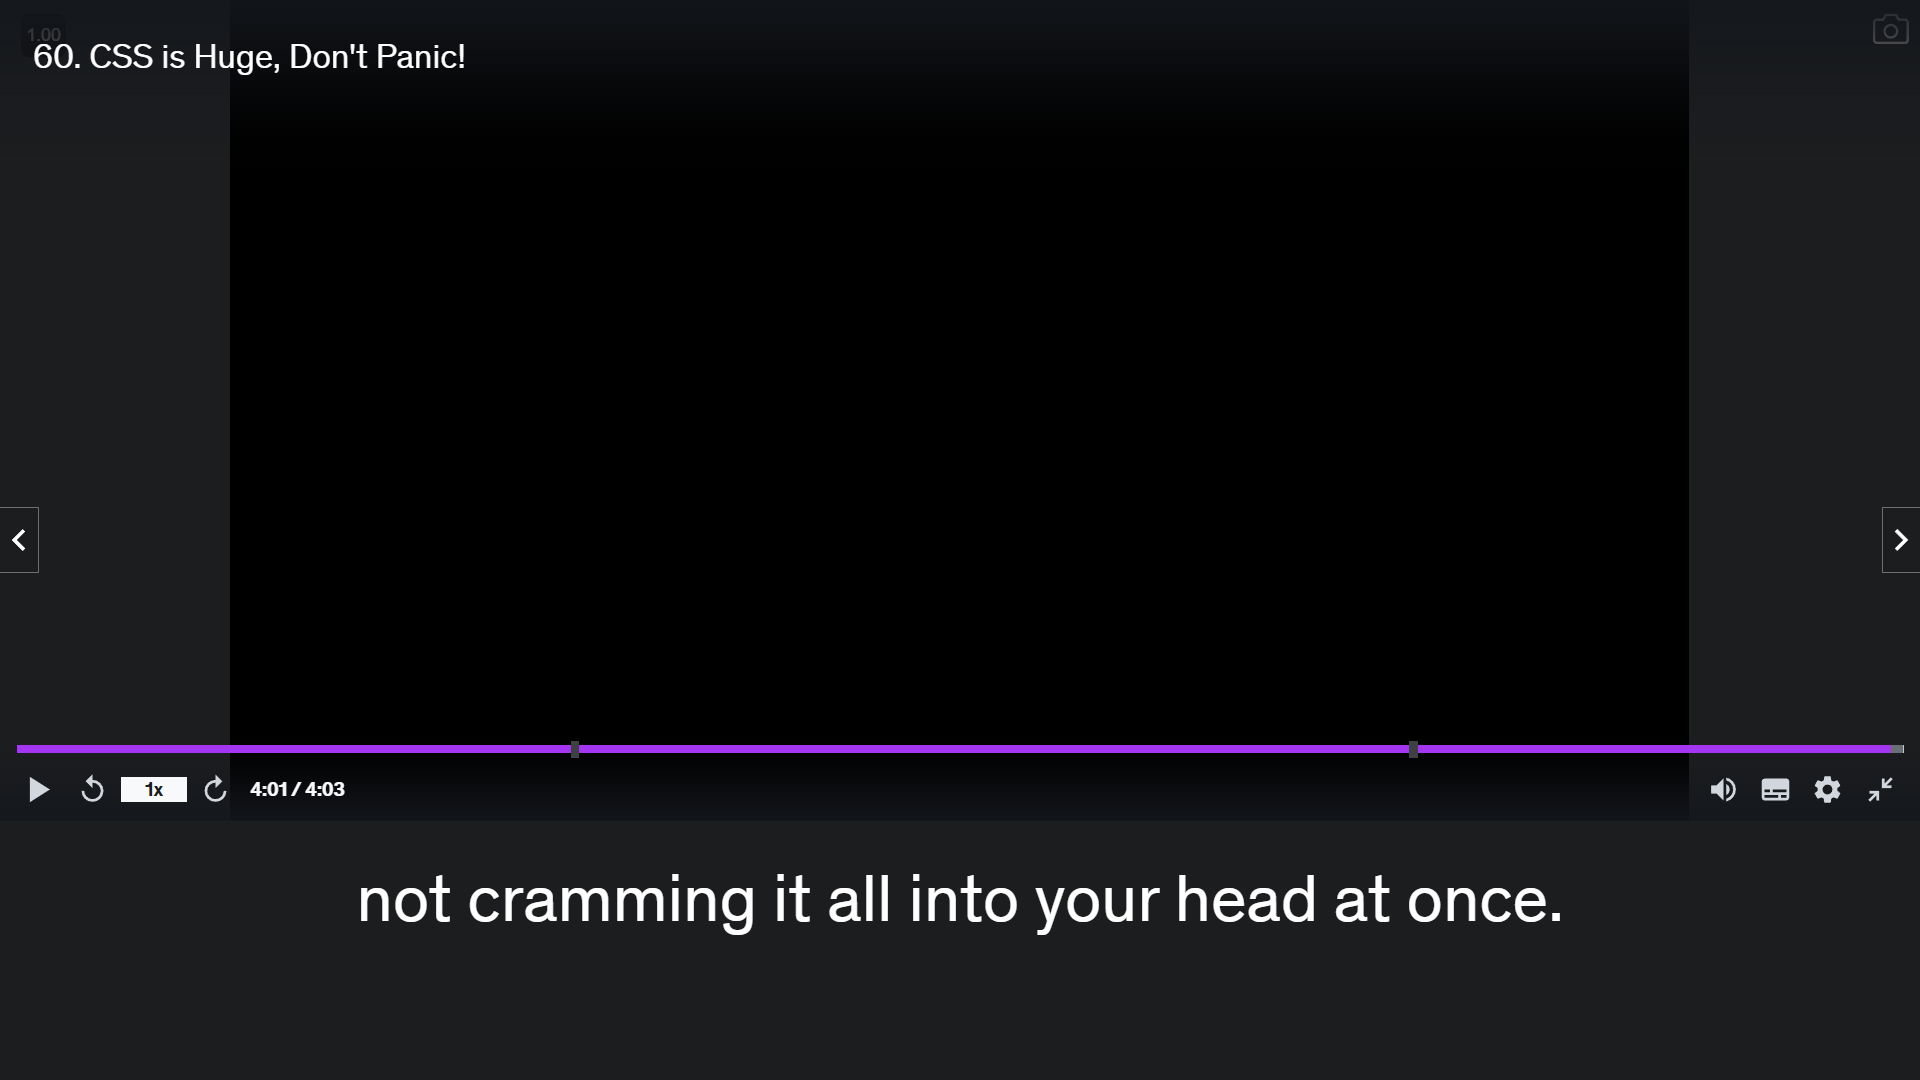 1.00
60. CSS is Huge, Don't Panic!
1x
4:01 / 4:03
not cramming it all into your head at once.